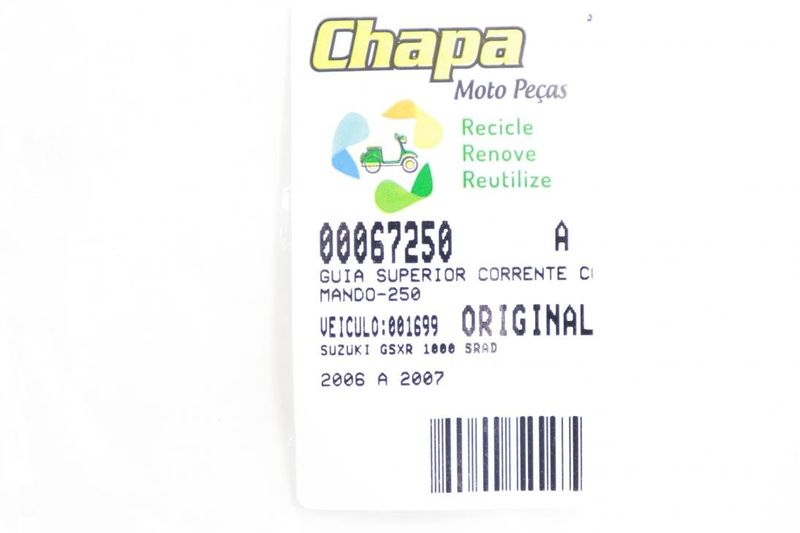 Chapa
Moto Peças
Recicle
Renove
Reutilize
00067250 A
GUIA SUPERIOR CORRENTE
MANDO-250
VEICULO:001699 ORIGINAL
SUZUKI GSXR 1000 SRAD
2006 A 2007